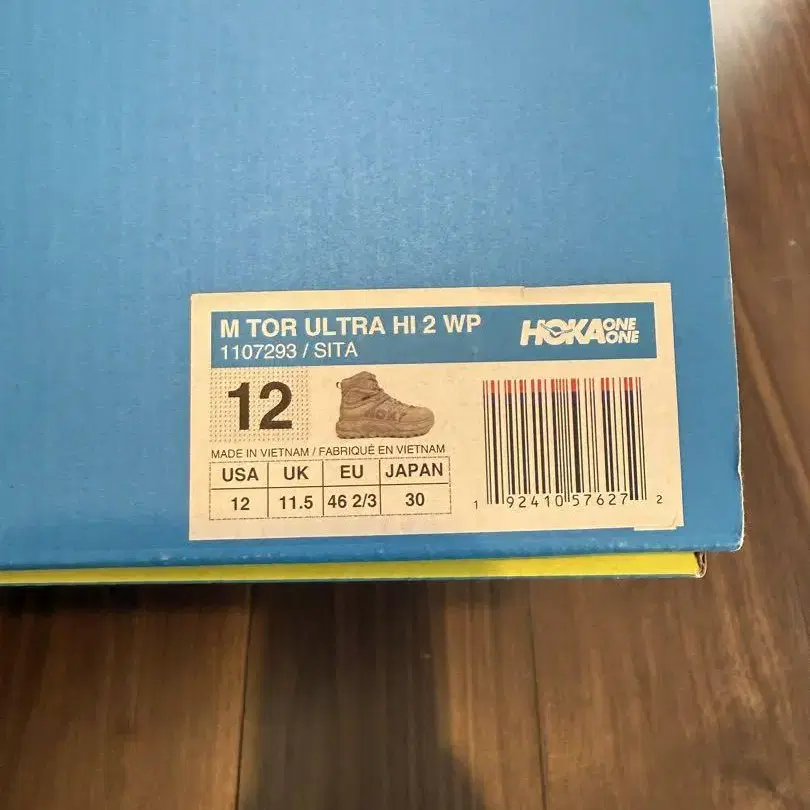 M TOR ULTRA HI 2 WP
1107293 / SITA
HOKA ONE ONE
12
HOKA
MADE IN VIETNAM / FABRIQUÉ EN VIETNAM
USA UK EU JAPAN
12 11.5 46 2/3 30
1 92410 57627 2